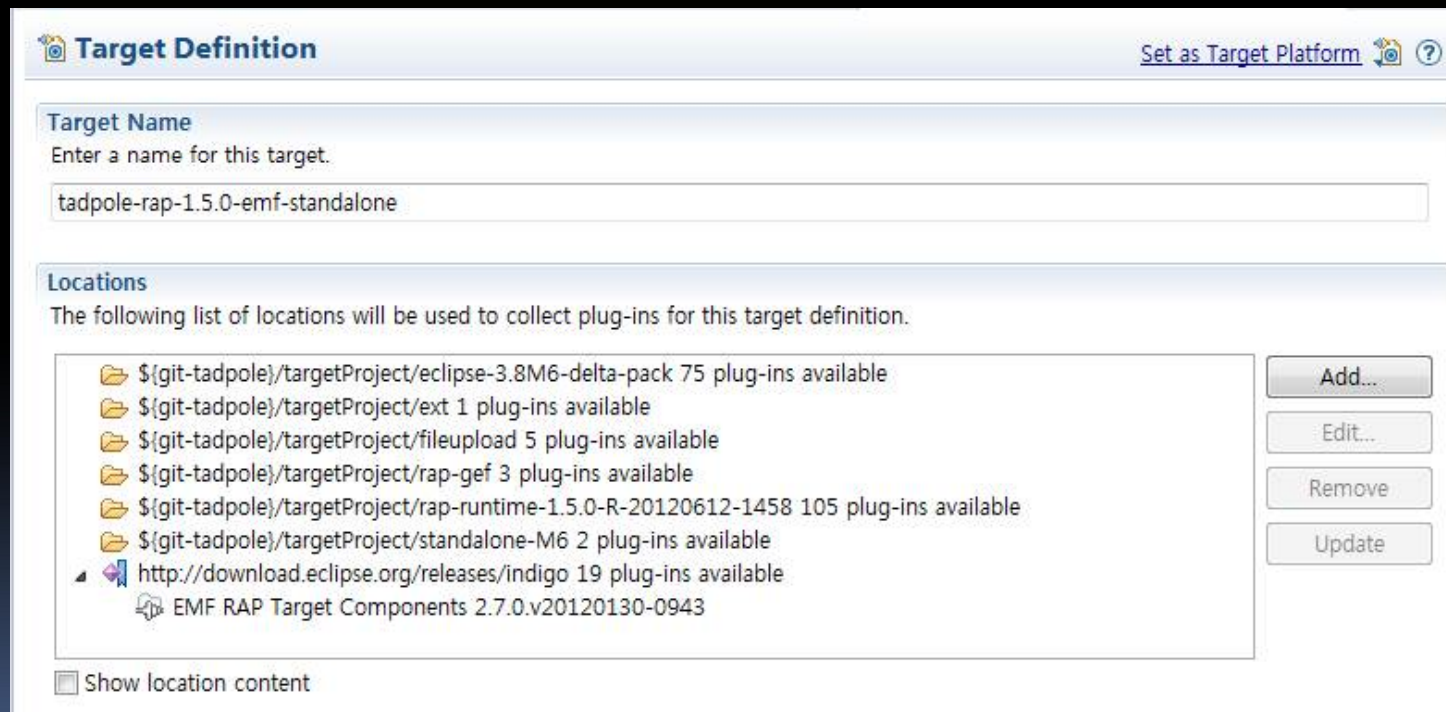 Target Definition
Set as Target Platform
Target Name
Enter a name for this target.
tadpole-rap-1.5.0-emf-standalone
Locations
The following list of locations will be used to collect plug-ins for this target definition.
${git-tadpole}/targetProject/eclipse-3.8M6-delta-pack 75 plug-ins available
${git-tadpole}/targetProject/ext 1 plug-ins available
${git-tadpole}/targetProject/fileupload 5 plug-ins available
${git-tadpole}/targetProject/rap-gef 3 plug-ins available
${git-tadpole}/targetProject/rap-runtime-1.5.0-R-20120612-1458 105 plug-ins available
${git-tadpole}/targetProject/standalone-M6 2 plug-ins available
http://download.eclipse.org/releases/indigo 19 plug-ins available
EMF RAP Target Components 2.7.0.v20120130-0943
Add...
Edit...
Remove
Update
Show location content